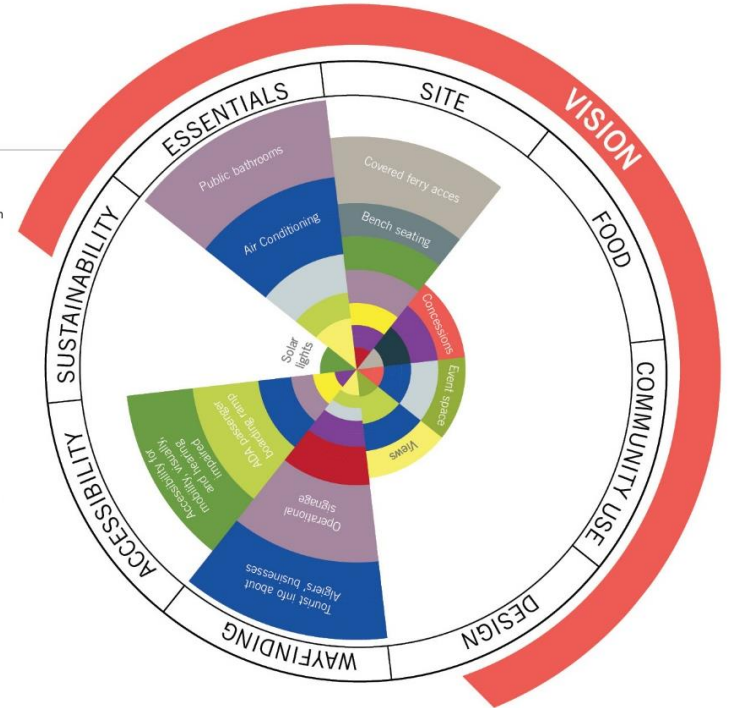 VISION
ESSENTIALS
SITE
FOOD
COMMUNITY USE
DESIGN
WAYFINDING
ACCESSIBILITY
SUSTAINABILITY
Public bathrooms
Air Conditioning
Covered ferry acces
Bench seating
Concessions
Event space
Views
Operational
signage
Tourist info about
Algiers' businesses
ADA passenger
boarding ramp
Accessibility for
mobility, visually,
and hearing
impaired
Solar
lights